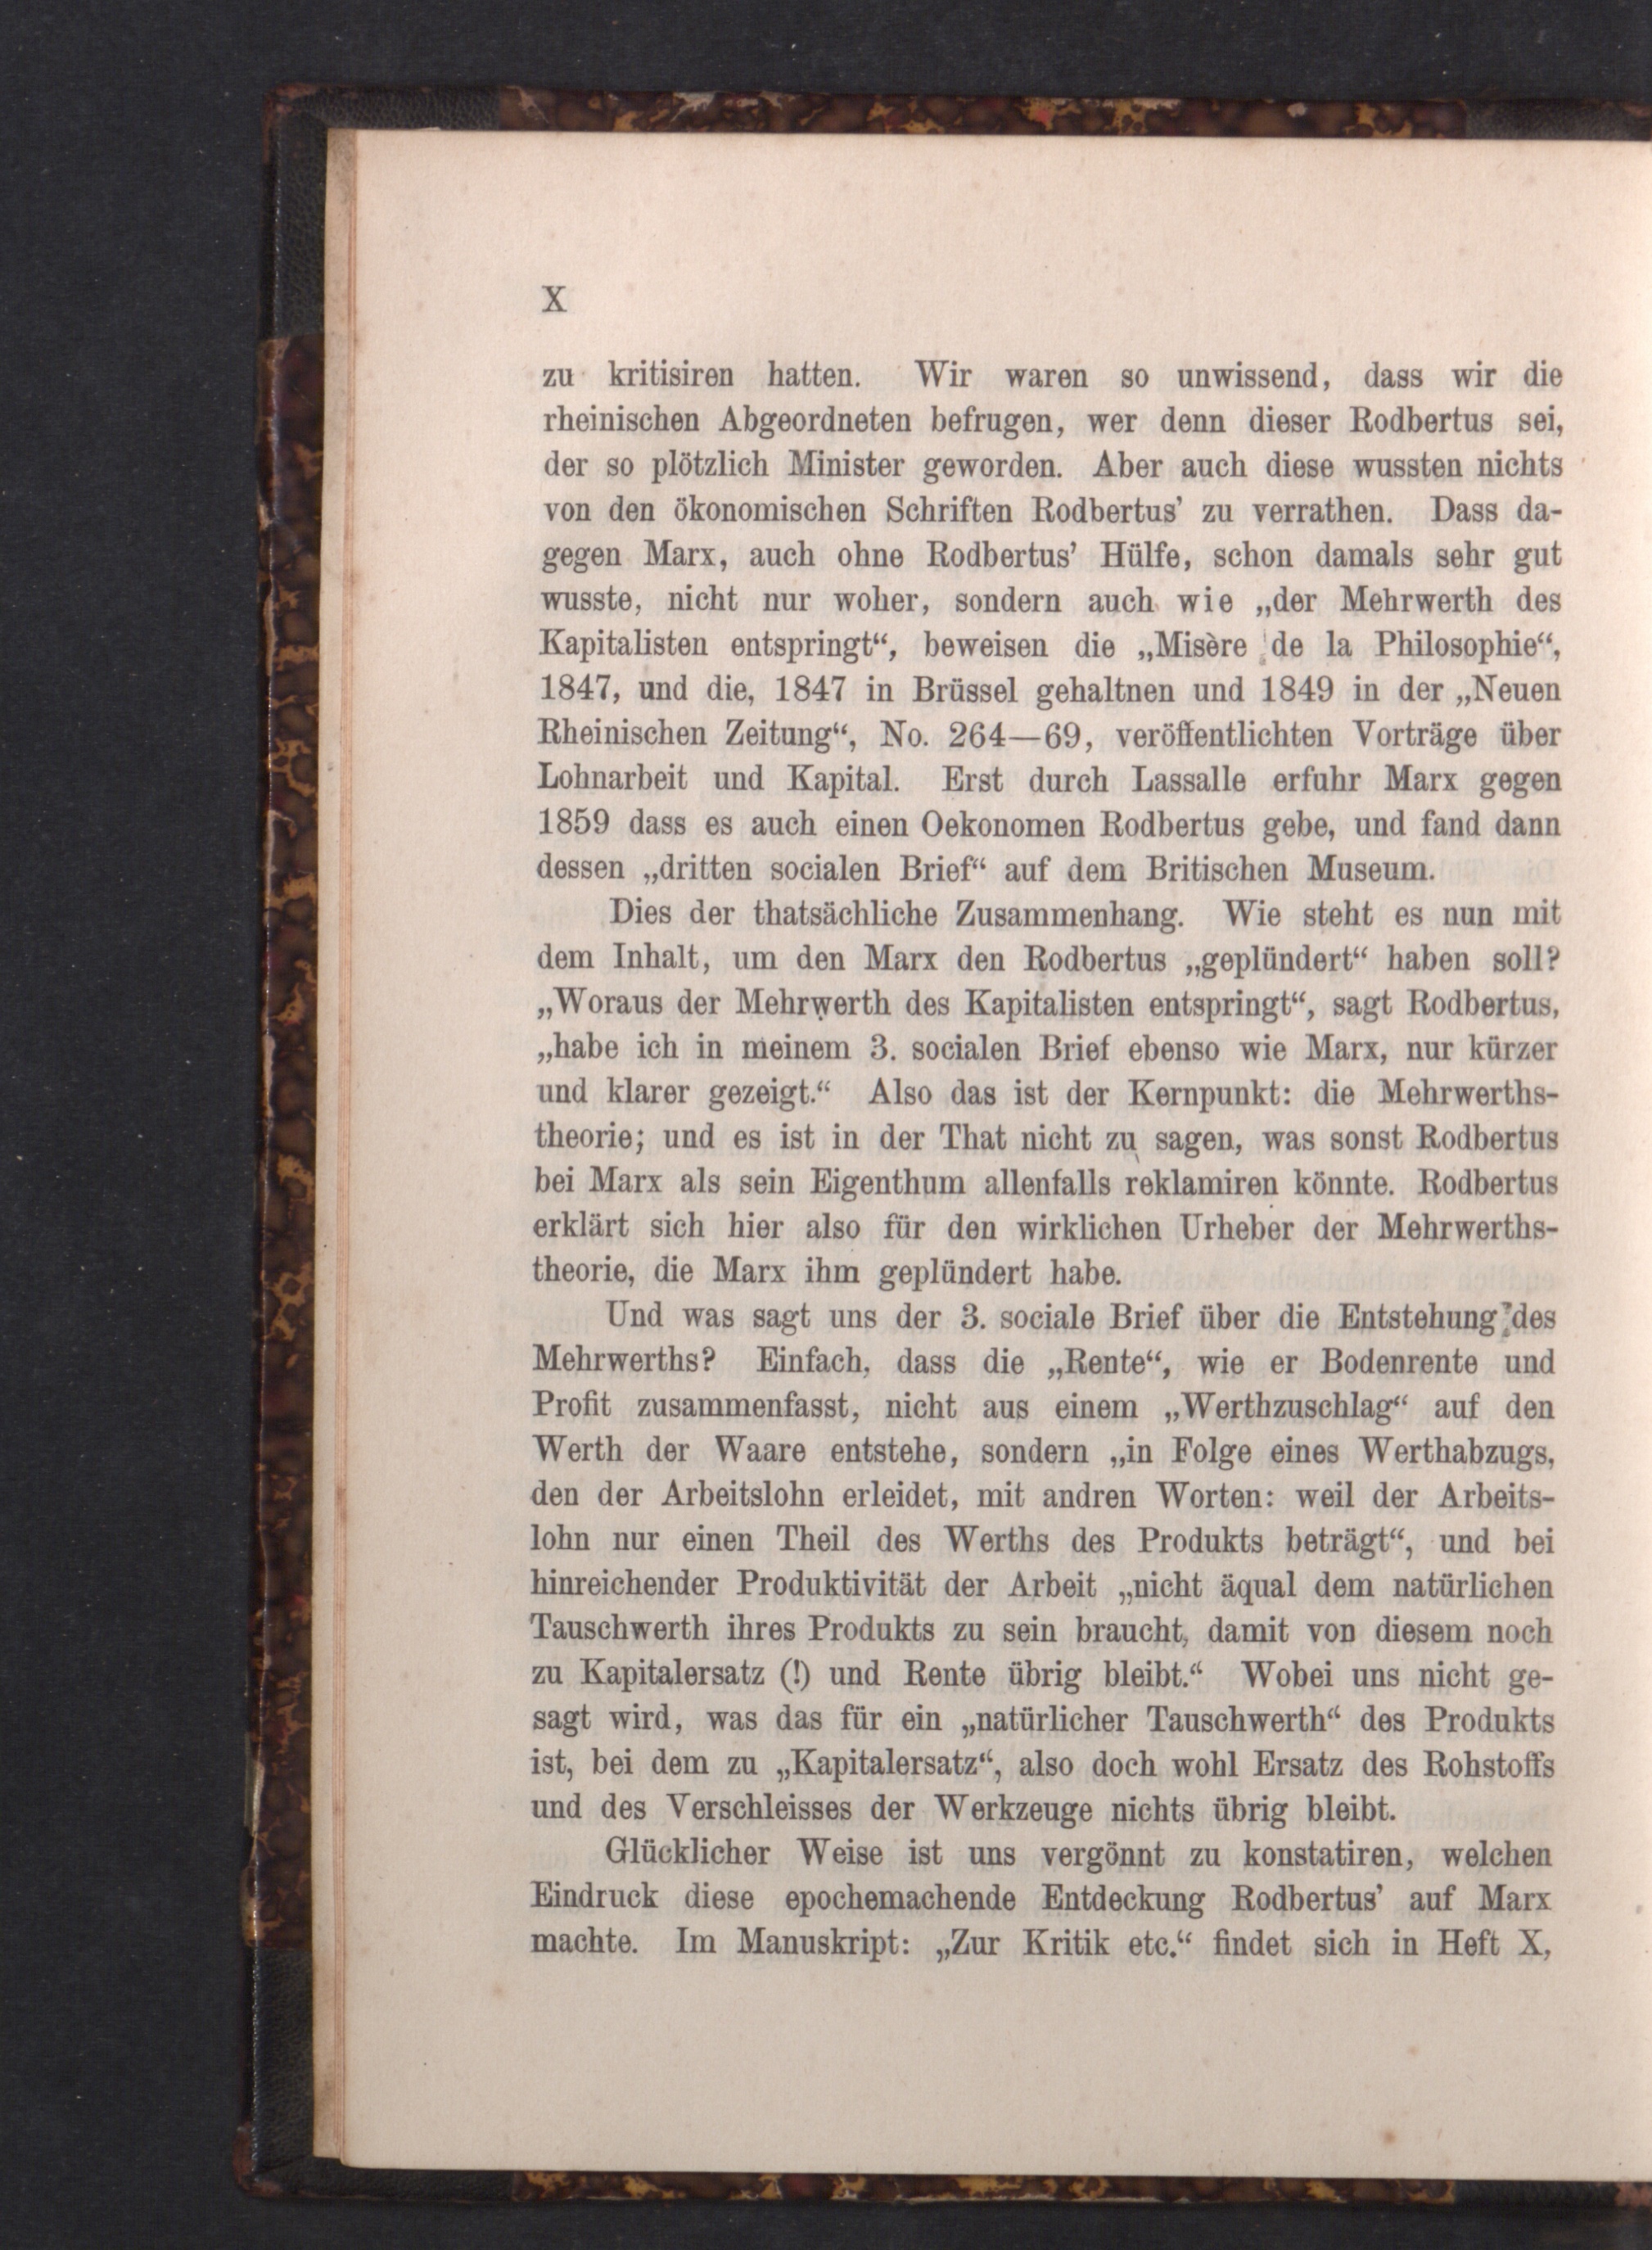 X
zu kritisiren hatten. Wir waren so unwissend, dass wir die
rheinischen Abgeordneten befrugen, wer denn dieser Rodbertus sei,
der so plötzlich Minister geworden. Aber auch diese wussten nichts
von den ökonomischen Schriften Rodbertus’ zu verrathen. Dass da-
gegen Marx, auch ohne Rodbertus’ Hülfe, schon damals sehr gut
wusste, nicht nur woher, sondern auch wie „der Mehrwerth des
Kapitalisten entspringt“, beweisen die „Misère de la Philosophie“,
1847, und die, 1847 in Brüssel gehaltnen und 1849 in der „Neuen
Rheinischen Zeitung“, No. 264—69, veröffentlichten Vorträge über
Lohnarbeit und Kapital. Erst durch Lassalle erfuhr Marx gegen
1859 dass es auch einen Oekonomen Rodbertus gebe, und fand dann
dessen „dritten socialen Brief“ auf dem Britischen Museum.
Dies der thatsächliche Zusammenhang. Wie steht es nun mit
dem Inhalt, um den Marx den Rodbertus „geplündert“ haben soll?
„Woraus der Mehrwerth des Kapitalisten entspringt“, sagt Rodbertus,
„habe ich in meinem 3. socialen Brief ebenso wie Marx, nur kürzer
und klarer gezeigt.“ Also das ist der Kernpunkt: die Mehrwerths-
theorie; und es ist in der That nicht zu sagen, was sonst Rodbertus
bei Marx als sein Eigenthum allenfalls reklamiren könnte. Rodbertus
erklärt sich hier also für den wirklichen Urheber der Mehrwerths-
theorie, die Marx ihm geplündert habe.
Und was sagt uns der 3. sociale Brief über die Entstehung des
Mehrwerths? Einfach, dass die „Rente“, wie er Bodenrente und
Profit zusammenfasst, nicht aus einem „Werthzuschlag“ auf den
Werth der Waare entstehe, sondern „in Folge eines Werthabzugs,
den der Arbeitslohn erleidet, mit andren Worten: weil der Arbeits-
lohn nur einen Theil des Werths des Produkts beträgt“, und bei
hinreichender Produktivität der Arbeit „nicht äqual dem natürlichen
Tauschwerth ihres Produkts zu sein braucht, damit von diesem noch
zu Kapitalersatz (!) und Rente übrig bleibt.“ Wobei uns nicht ge-
sagt wird, was das für ein „natürlicher Tauschwerth“ des Produkts
ist, bei dem zu „Kapitalersatz“, also doch wohl Ersatz des Rohstoffs
und des Verschleisses der Werkzeuge nichts übrig bleibt.
Glücklicher Weise ist uns vergönnt zu konstatiren, welchen
Eindruck diese epochemachende Entdeckung Rodbertus’ auf Marx
machte. Im Manuskript: „Zur Kritik etc.“ findet sich in Heft X,